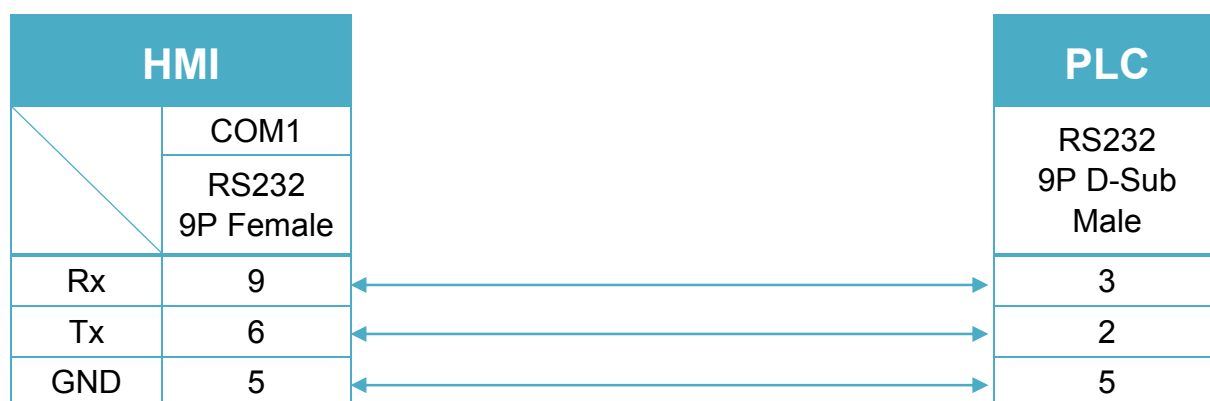 HMI
PLC
COM1
RS232
9P Female
RS232
9P D-Sub
Male
Rx 9 3
Tx 6 2
GND 5 5